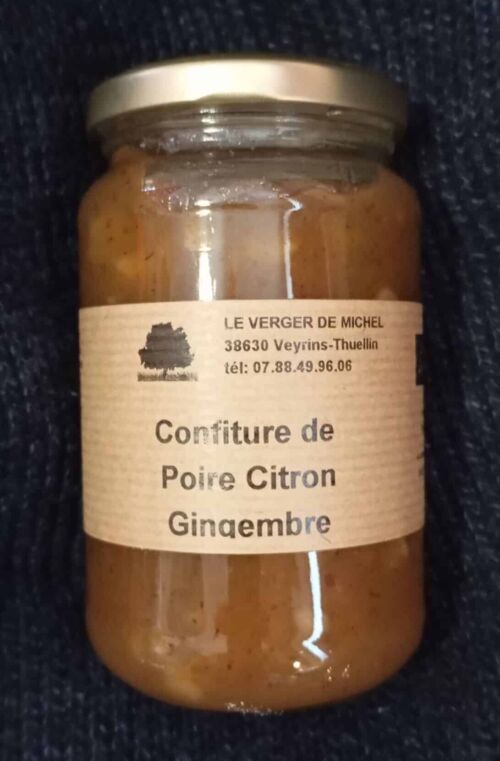 LE VERGER DE MICHEL
38630 Veyrins-Thuellin
tél: 07.88.49.96.06
Confiture de
Poire Citron
Gingembre